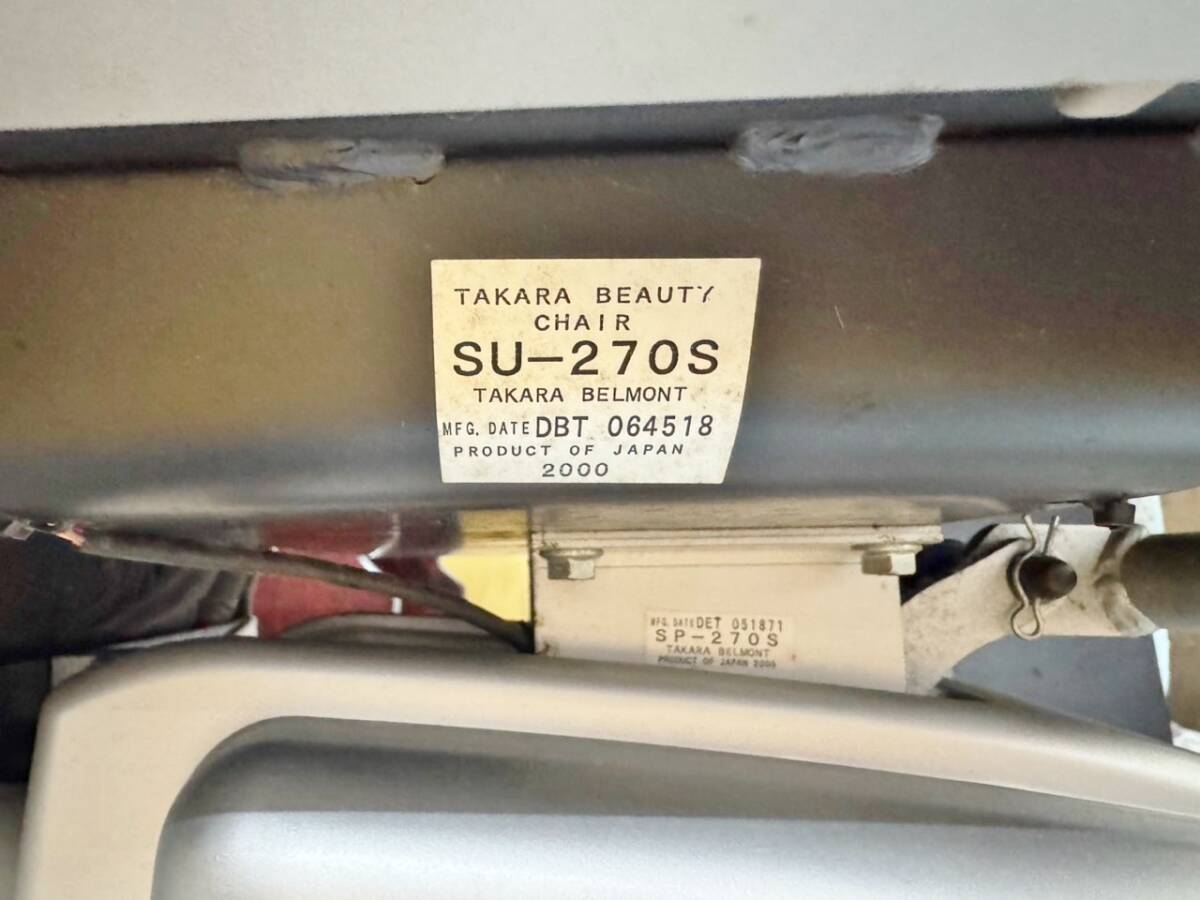 TAKARA BEAUTY
CHAIR
SU-270S
TAKARA BELMONT
MFG. DATE DBT 064518
PRODUCT OF JAPAN
2000
MFG. DATE DET 051871
SP-270S
TAKARA BELMONT
PRODUCT OF JAPAN 2000